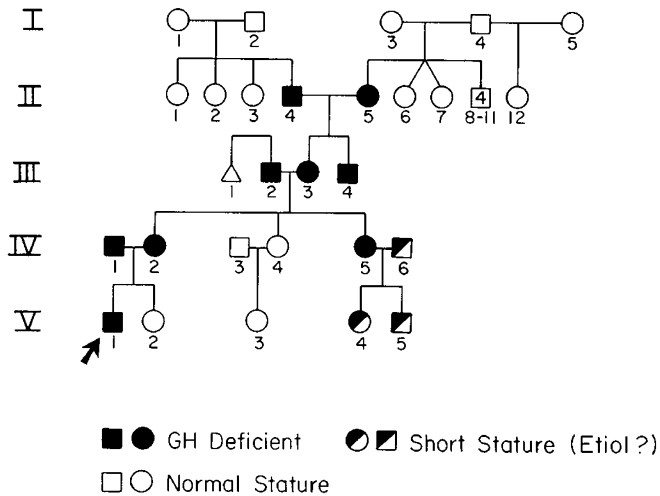 I
1 2 3 4 5
II
1 2 3 4 5 6 7 4 8-11 12
III
1 2 3 4
IV
1 2 3 4 5 6
V
1 2 3 4 5
GH Deficient Short Stature (Etiol?)
Normal Stature